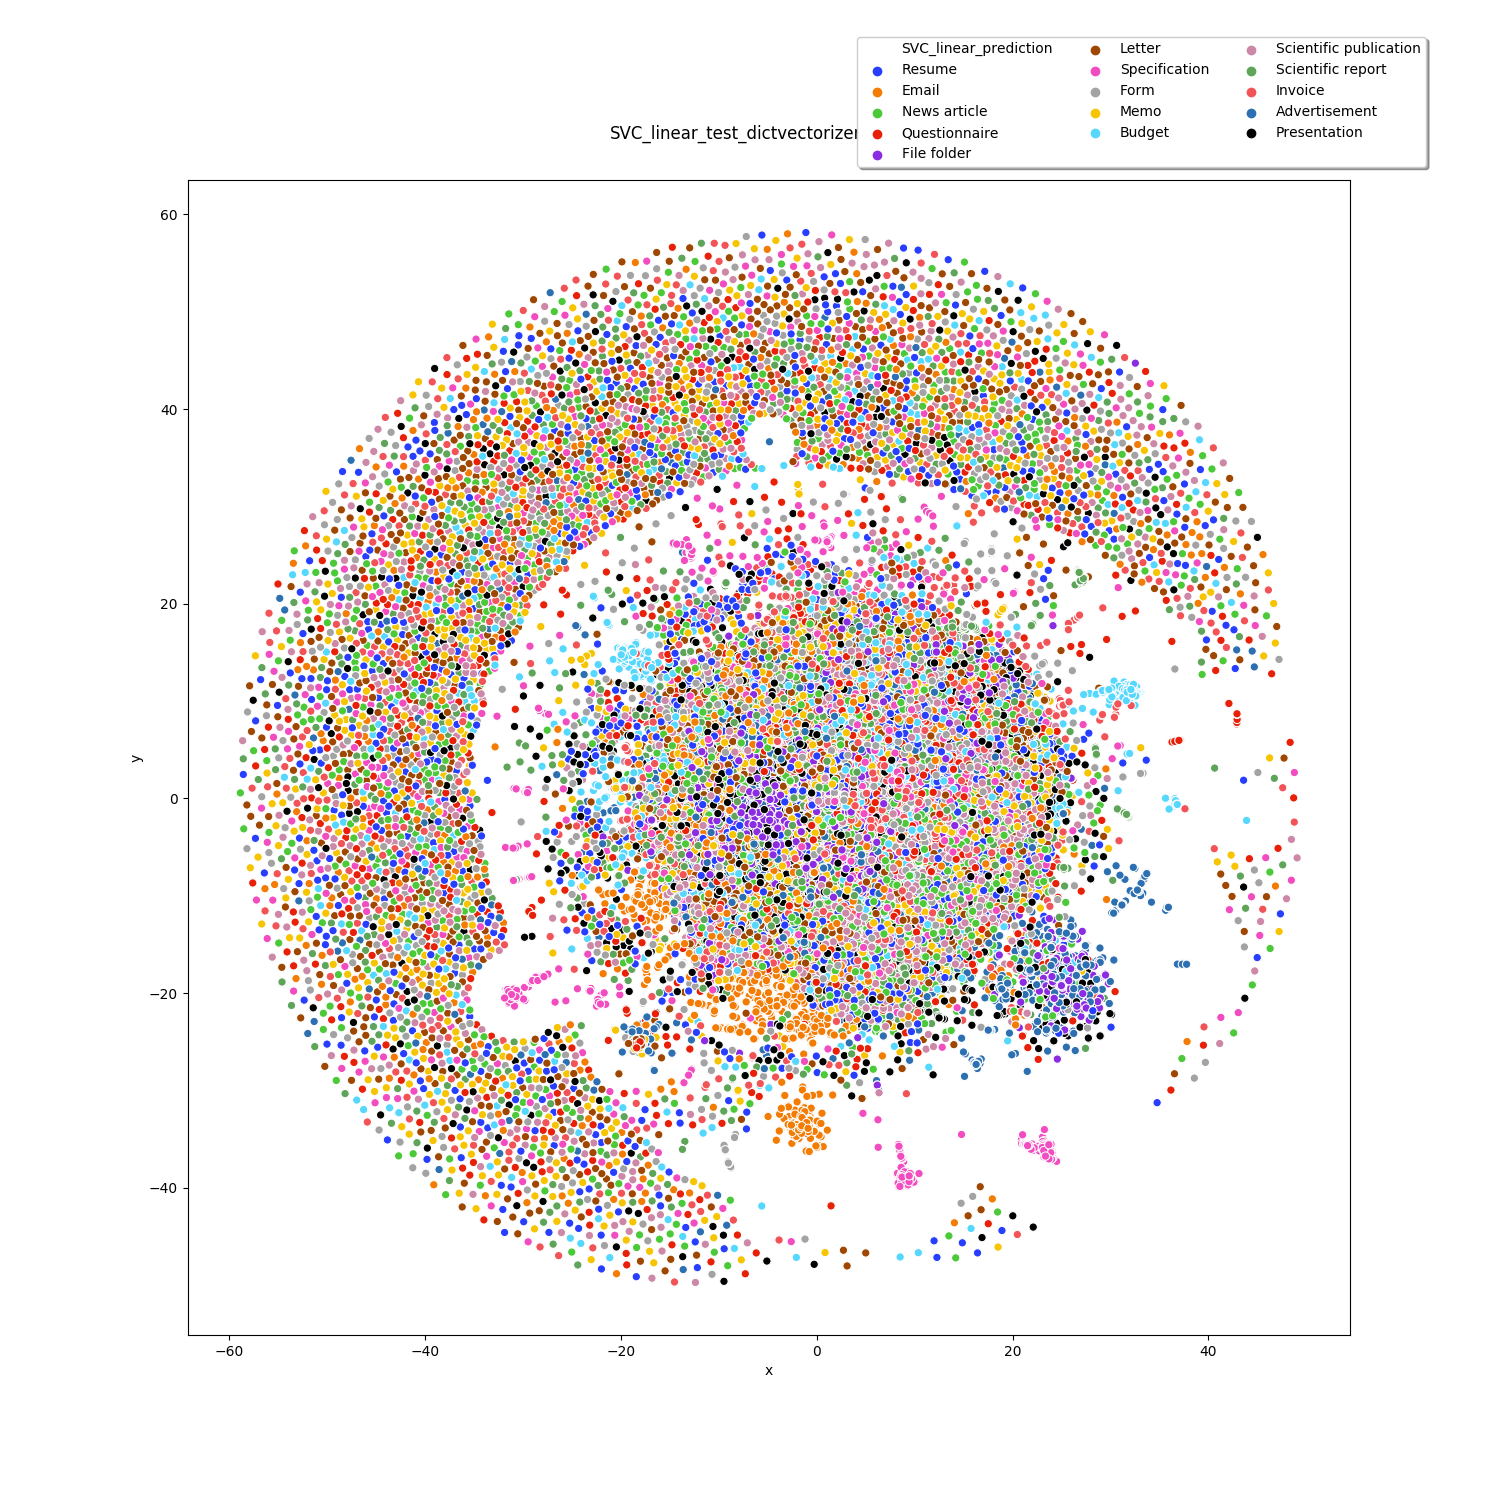 SVC_linear_prediction
Resume
Email
News article
Questionnaire
File folder
Letter
Specification
Form
Memo
Budget
Scientific publication
Scientific report
Invoice
Advertisement
Presentation
SVC_linear_test_dictvectorizer
60
40
20
0
−20
−40
y
−60
−40
−20
0
20
40
x